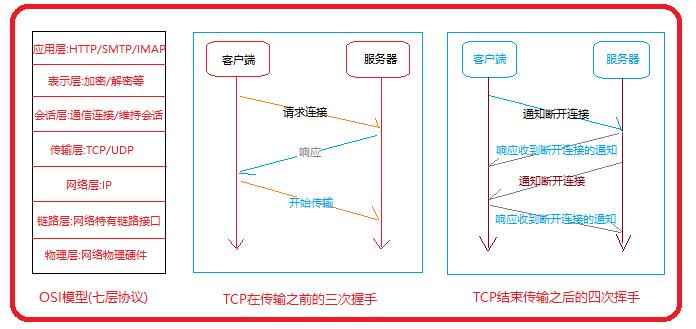 应用层:HTTP/SMTP/IMAP
表示层:加密/解密等
会话层:通信连接/维持会话
传输层:TCP/UDP
网络层:IP
链路层:网络特有链路接口
物理层:网络物理硬件
OSI模型(七层协议)
客户端
服务器
请求连接
响应
开始传输
TCP在传输之前的三次握手
客户端
服务器
通知断开连接
响应收到断开连接的通知
通知断开连接
响应收到断开连接的通知
TCP结束传输之后的四次挥手